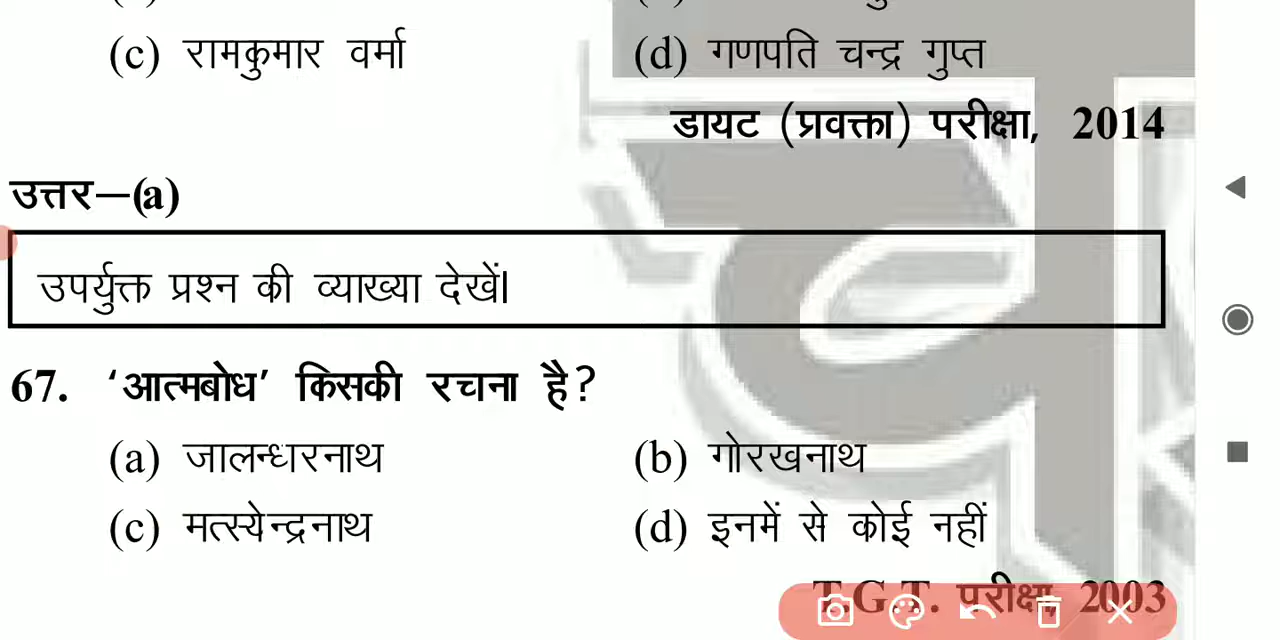 (c) रामकुमार वर्मा (d) गणपति चन्द्र गुप्त
डायट (प्रवक्ता) परीक्षा, 2014
उत्तर—(a)
उपर्युक्त प्रश्न की व्याख्या देखें।
67. ‘आत्मबोध’ किसकी रचना है?
(a) जालन्धरनाथ (b) गोरखनाथ
(c) मत्स्येन्द्रनाथ (d) इनमें से कोई नहीं
T.G.T. परीक्षा, 2003